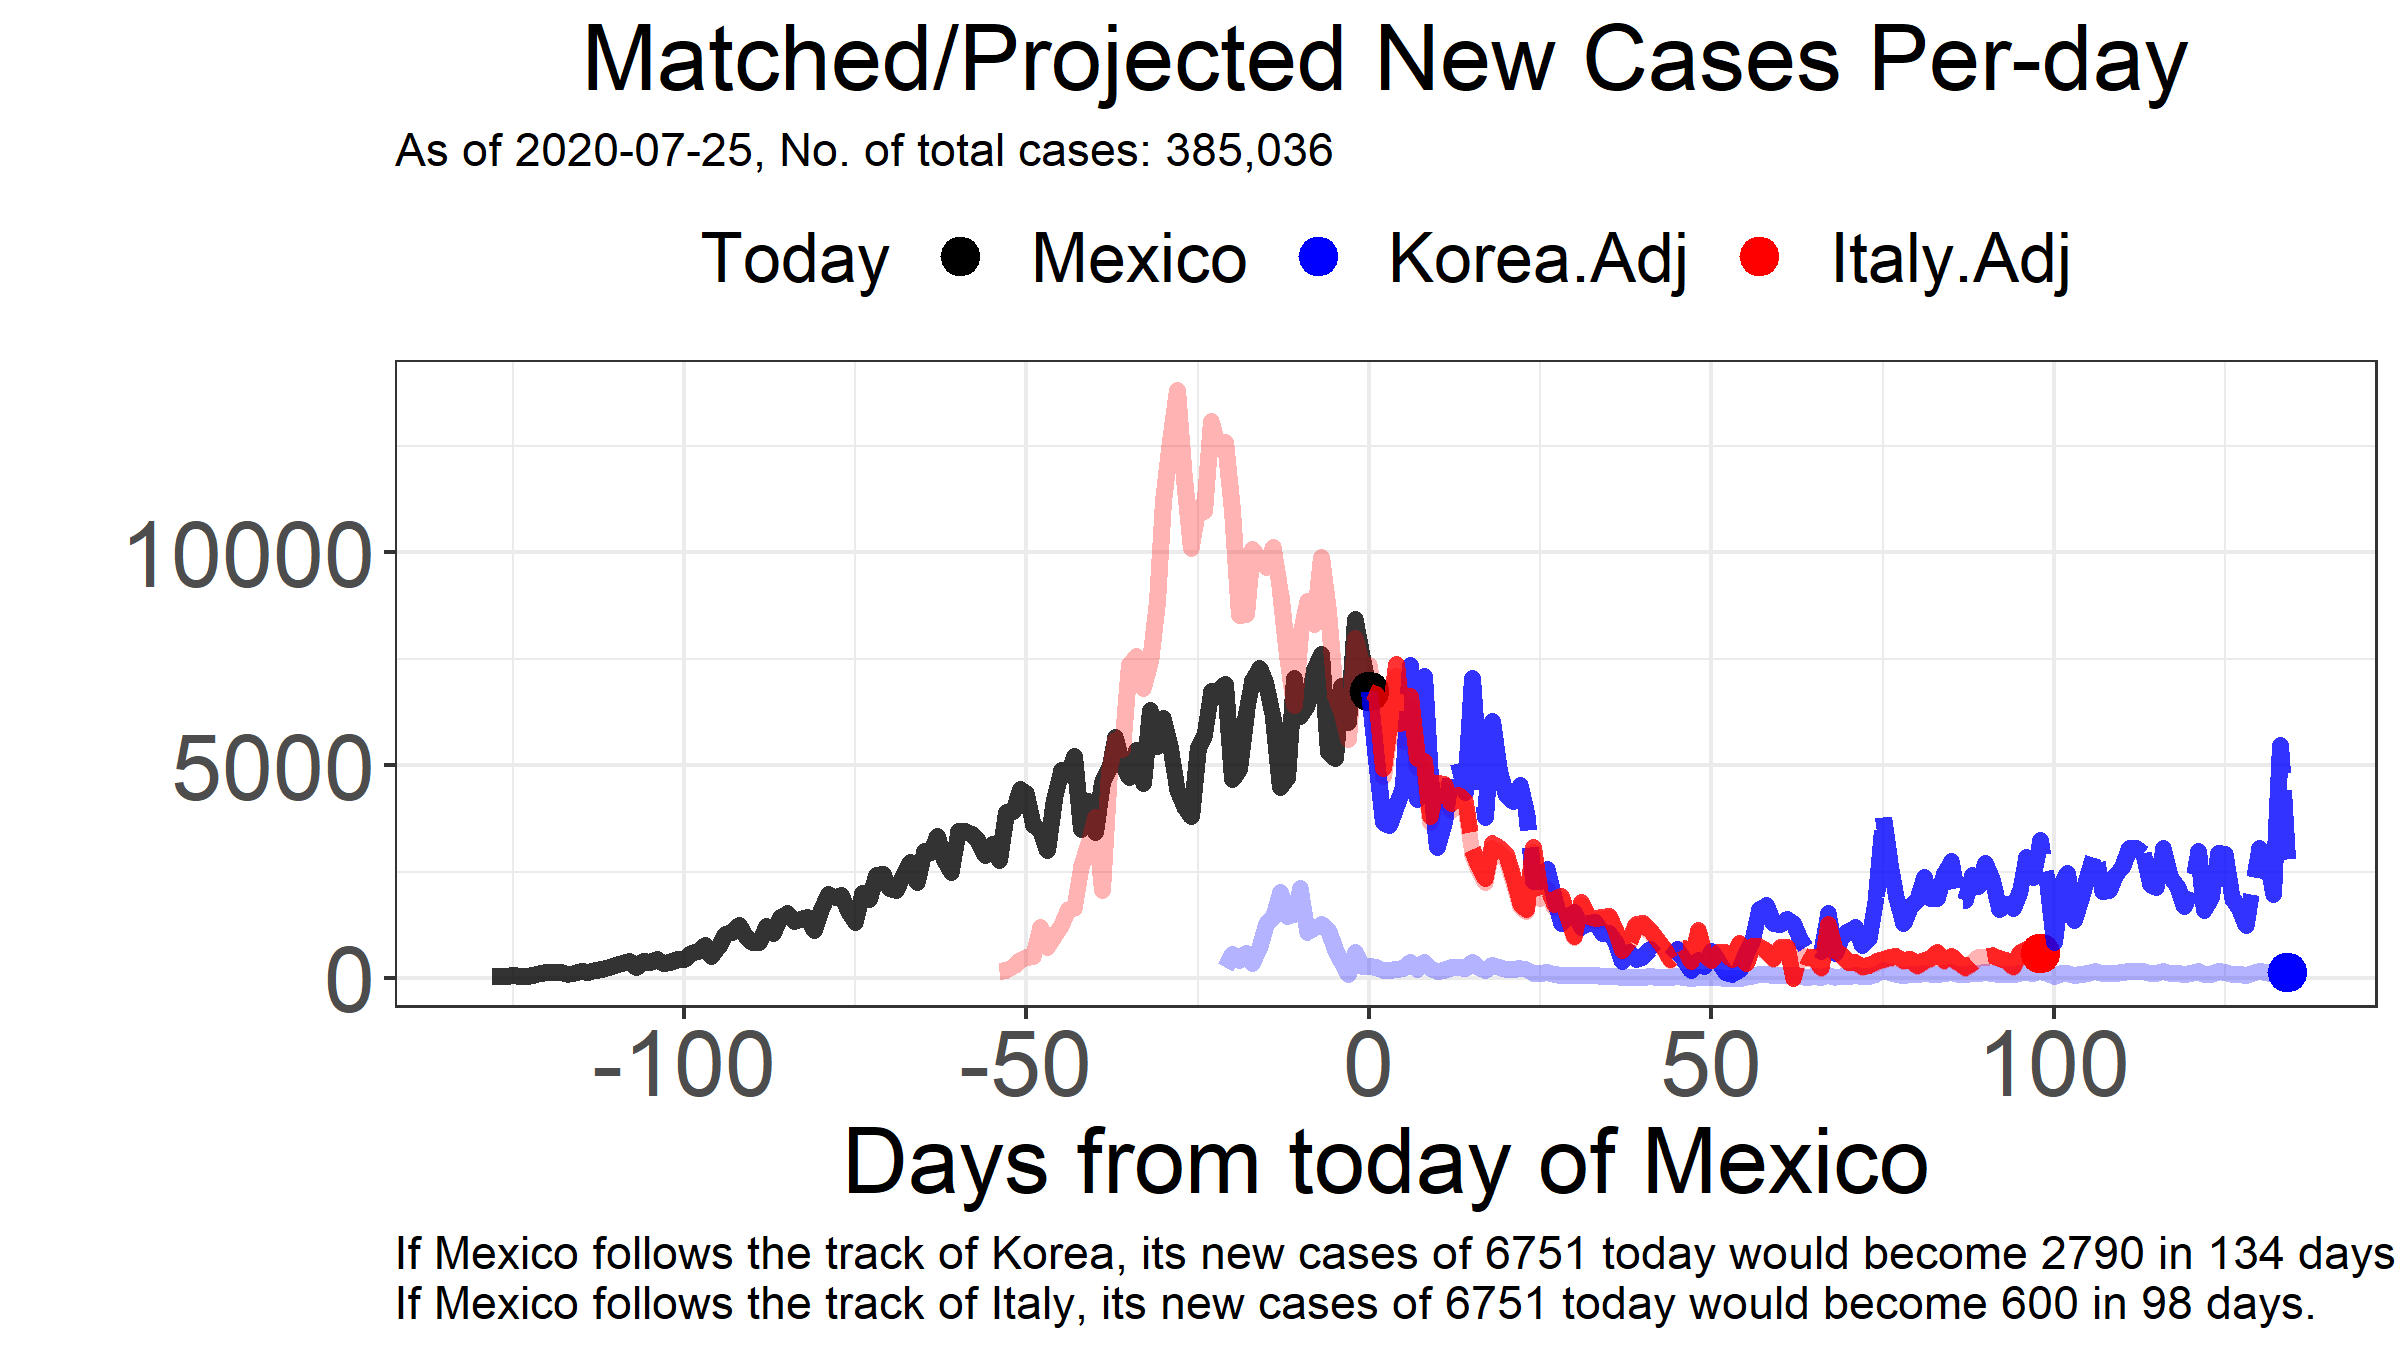 Matched/Projected New Cases Per-day
As of 2020-07-25, No. of total cases: 385,036
Today Mexico Korea.Adj Italy.Adj
10000
5000
0
-100 -50 0 50 100
Days from today of Mexico
If Mexico follows the track of Korea, its new cases of 6751 today would become 2790 in 134 days
If Mexico follows the track of Italy, its new cases of 6751 today would become 600 in 98 days.